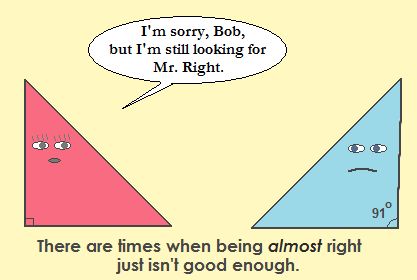 I'm sorry, Bob,
but I'm still looking for
Mr. Right.
91°
There are times when being almost right
just isn't good enough.